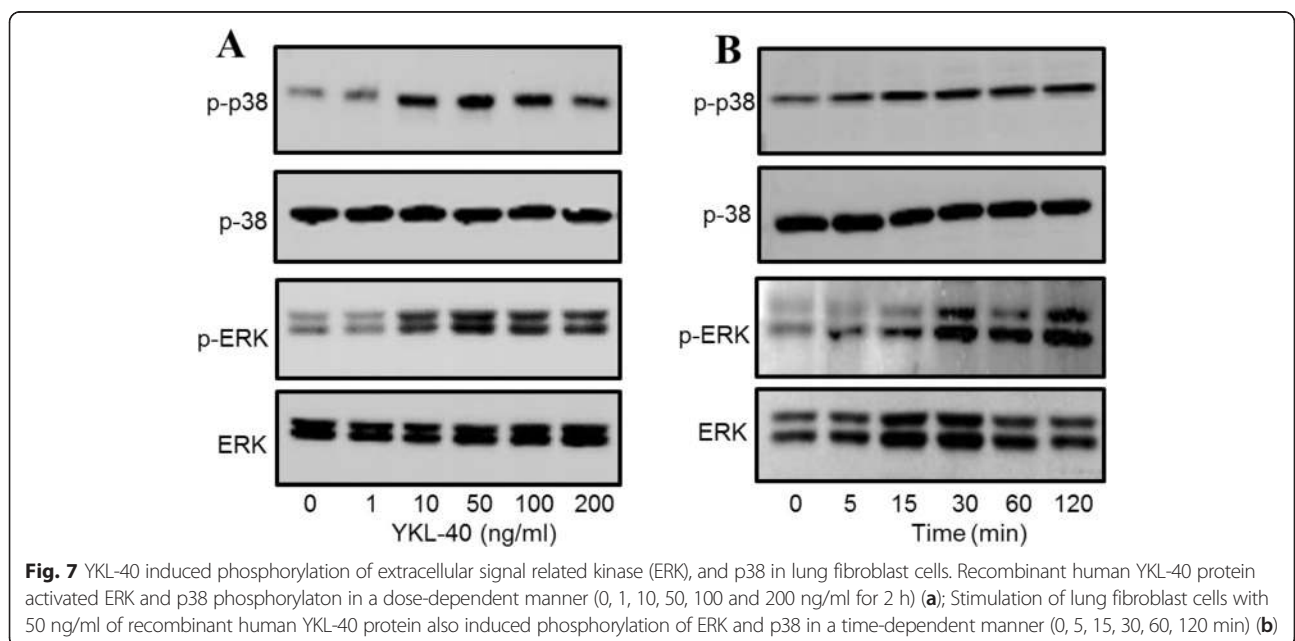 A
p-p38
p-38
p-ERK
ERK
0 1 10 50 100 200
YKL-40 (ng/ml)
B
p-p38
p-38
p-ERK
ERK
0 5 15 30 60 120
Time (min)
Fig. 7 YKL-40 induced phosphorylation of extracellular signal related kinase (ERK), and p38 in lung fibroblast cells. Recombinant human YKL-40 protein
activated ERK and p38 phosphorylaton in a dose-dependent manner (0, 1, 10, 50, 100 and 200 ng/ml for 2 h) (a); Stimulation of lung fibroblast cells with
50 ng/ml of recombinant human YKL-40 protein also induced phosphorylation of ERK and p38 in a time-dependent manner (0, 5, 15, 30, 60, 120 min) (b)